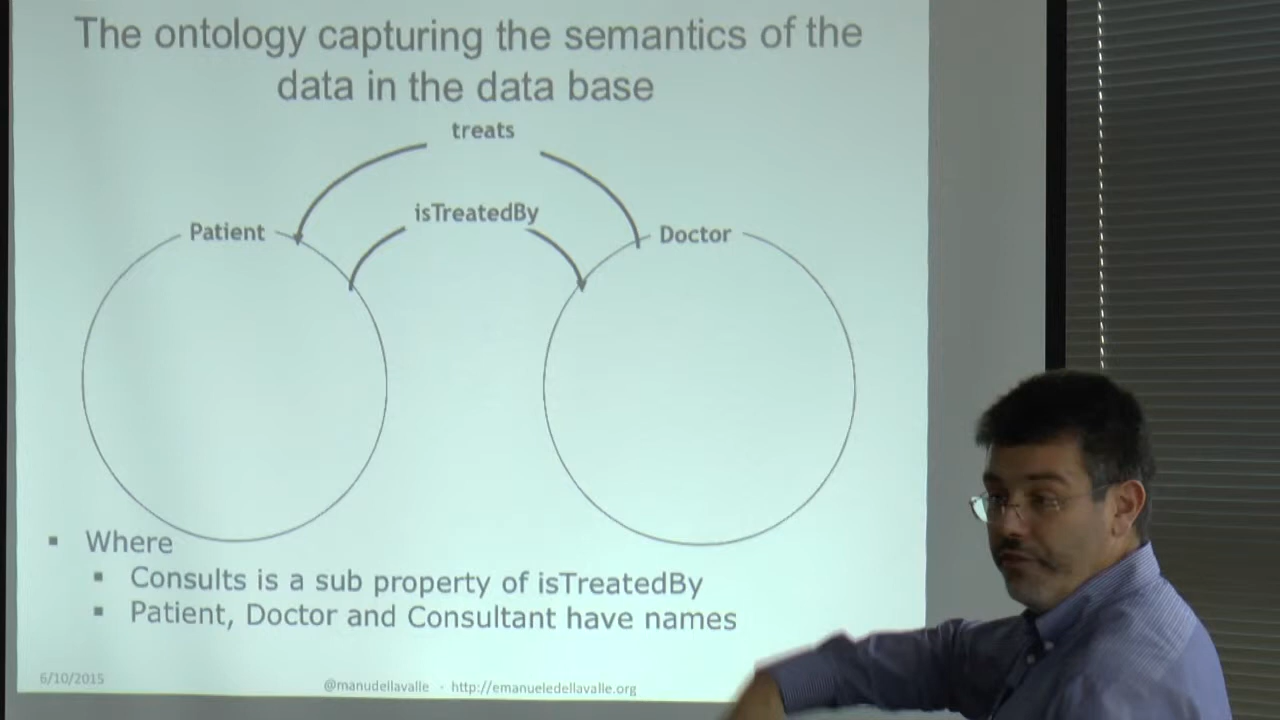 The ontology capturing the semantics of the
data in the data base
treats
isTreatedBy
Patient
Doctor
▪ Where
▪ Consults is a sub property of isTreatedBy
▪ Patient, Doctor and Consultant have names
6/10/2015
@manudellavalle - http://emanueledellavalle.org